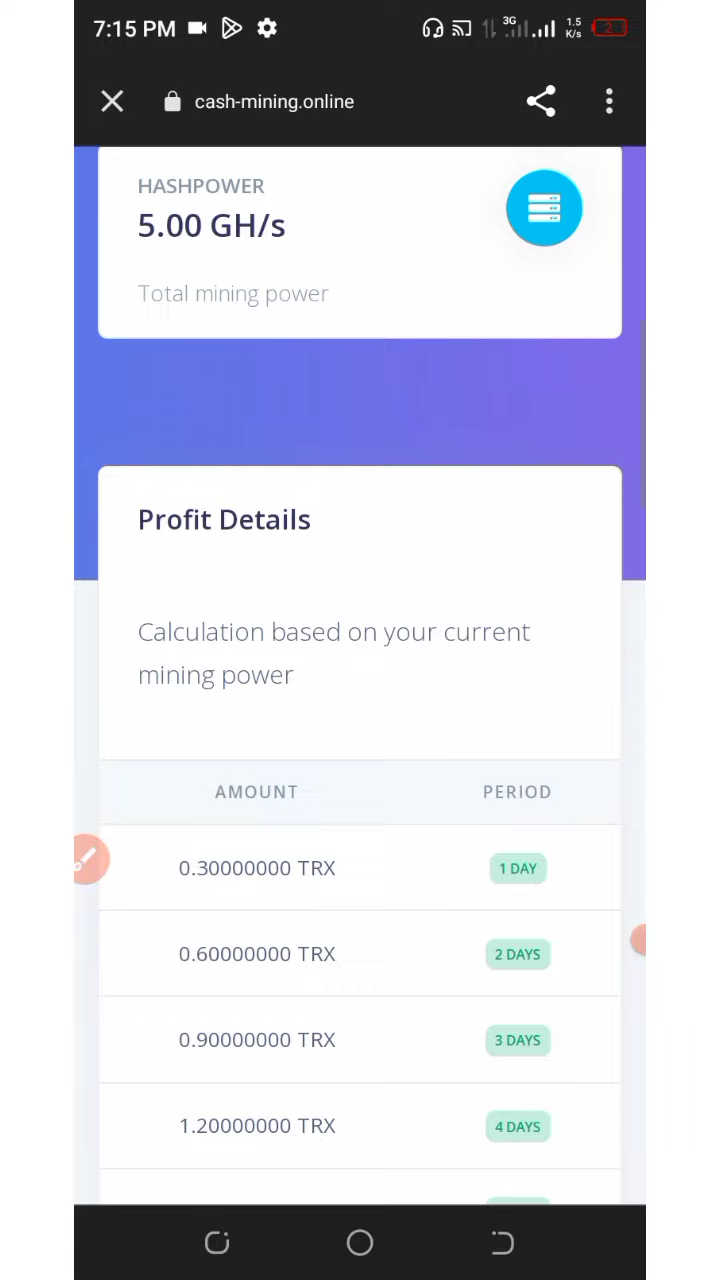 7:15 PM
3G
1.5
K/s
2
cash-mining.online
HASHPOWER
5.00 GH/s
Total mining power
Profit Details
Calculation based on your current
mining power
AMOUNT PERIOD
0.30000000 TRX 1 DAY
0.60000000 TRX 2 DAYS
0.90000000 TRX 3 DAYS
1.20000000 TRX 4 DAYS